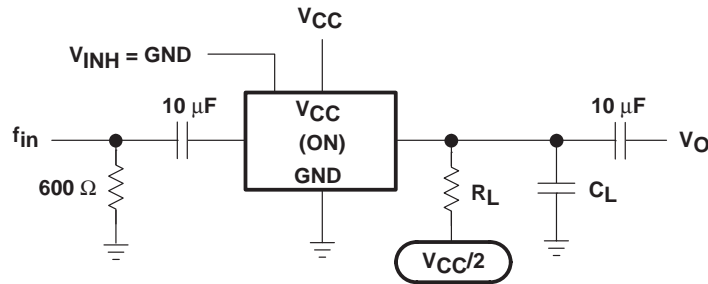 VCC
VINH = GND
10 μF
VCC
(ON)
GND
10 μF
fin
VO
600 Ω
RL
CL
VCC/2